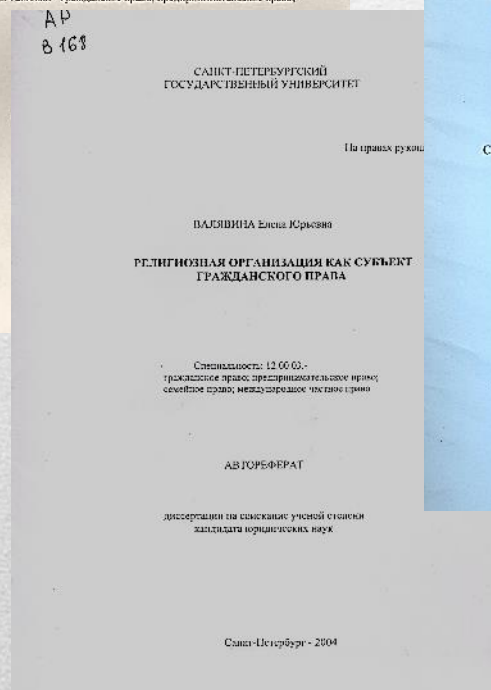 АР
В 168
САНКТ-ПЕТЕРБУРГСКИЙ
ГОСУДАРСТВЕННЫЙ УНИВЕРСИТЕТ
На правах рукоп
С
ВАЛЯВИНА Елена Юрьевна
РЕЛИГИОЗНАЯ ОРГАНИЗАЦИЯ КАК СУБЪЕКТ
ГРАЖДАНСКОГО ПРАВА
Специальность: 12.00.03.-
гражданское право; предпринимательское право;
семейное право; международное частное право
АВТОРЕФЕРАТ
диссертации на соискание ученой степени
кандидата юридических наук
Санкт-Петербург - 2004